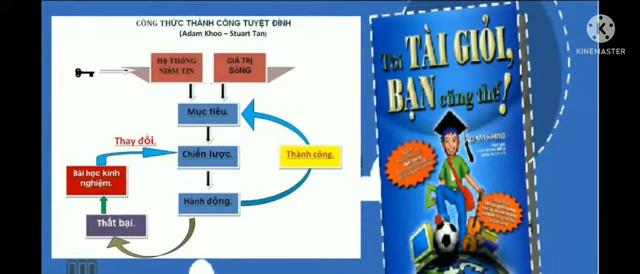 CÔNG THỨC THÀNH CÔNG TUYỆT ĐỈNH
(Adam Khoo – Stuart Tan)
HỆ THỐNG
NIỀM TIN
GIÁ TRỊ
SỐNG
Mục tiêu.
Thay đổi.
Chiến lược.
Thành công.
Bài học kinh
nghiệm.
Hành động.
Thất bại.
Tôi TÀI GIỎI,
BẠN cũng thế!
KINEMASTER